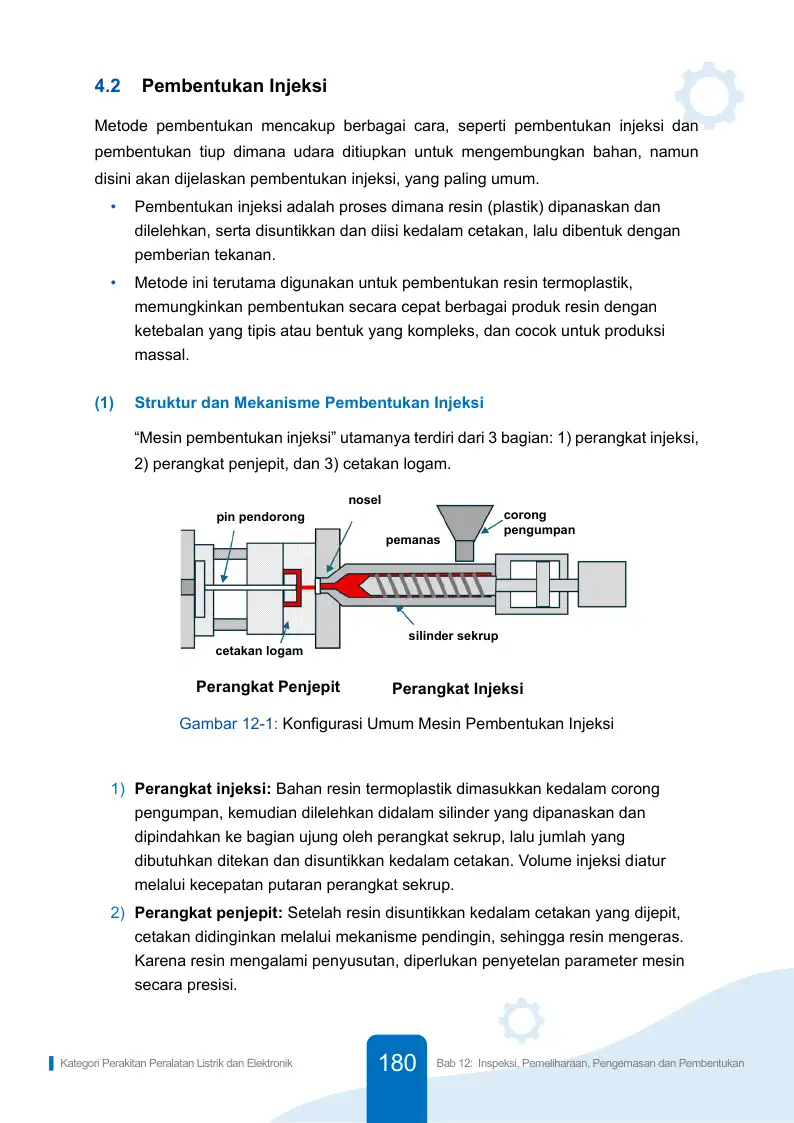 4.2 Pembentukan Injeksi
Metode pembentukan mencakup berbagai cara, seperti pembentukan injeksi dan
pembentukan tiup dimana udara ditiupkan untuk mengembungkan bahan, namun
disini akan dijelaskan pembentukan injeksi, yang paling umum.
• Pembentukan injeksi adalah proses dimana resin (plastik) dipanaskan dan
dilelehkan, serta disuntikkan dan diisi kedalam cetakan, lalu dibentuk dengan
pemberian tekanan.
• Metode ini terutama digunakan untuk pembentukan resin termoplastik,
memungkinkan pembentukan secara cepat berbagai produk resin dengan
ketebalan yang tipis atau bentuk yang kompleks, dan cocok untuk produksi
massal.
(1) Struktur dan Mekanisme Pembentukan Injeksi
“Mesin pembentukan injeksi” utamanya terdiri dari 3 bagian: 1) perangkat injeksi,
2) perangkat penjepit, dan 3) cetakan logam.
nosel
pin pendorong
corong
pengumpan
pemanas
silinder sekrup
cetakan logam
Perangkat Penjepit
Perangkat Injeksi
Gambar 12-1: Konfigurasi Umum Mesin Pembentukan Injeksi
1) Perangkat injeksi: Bahan resin termoplastik dimasukkan kedalam corong
pengumpan, kemudian dilelehkan didalam silinder yang dipanaskan dan
dipindahkan ke bagian ujung oleh perangkat sekrup, lalu jumlah yang
dibutuhkan ditekan dan disuntikkan kedalam cetakan. Volume injeksi diatur
melalui kecepatan putaran perangkat sekrup.
2) Perangkat penjepit: Setelah resin disuntikkan kedalam cetakan yang dijepit,
cetakan didinginkan melalui mekanisme pendingin, sehingga resin mengeras.
Karena resin mengalami penyusutan, diperlukan penyetelan parameter mesin
secara presisi.
Kategori Perakitan Peralatan Listrik dan Elektronik
180
Bab 12: Inspeksi, Pemeliharaan, Pengemasan dan Pembentukan